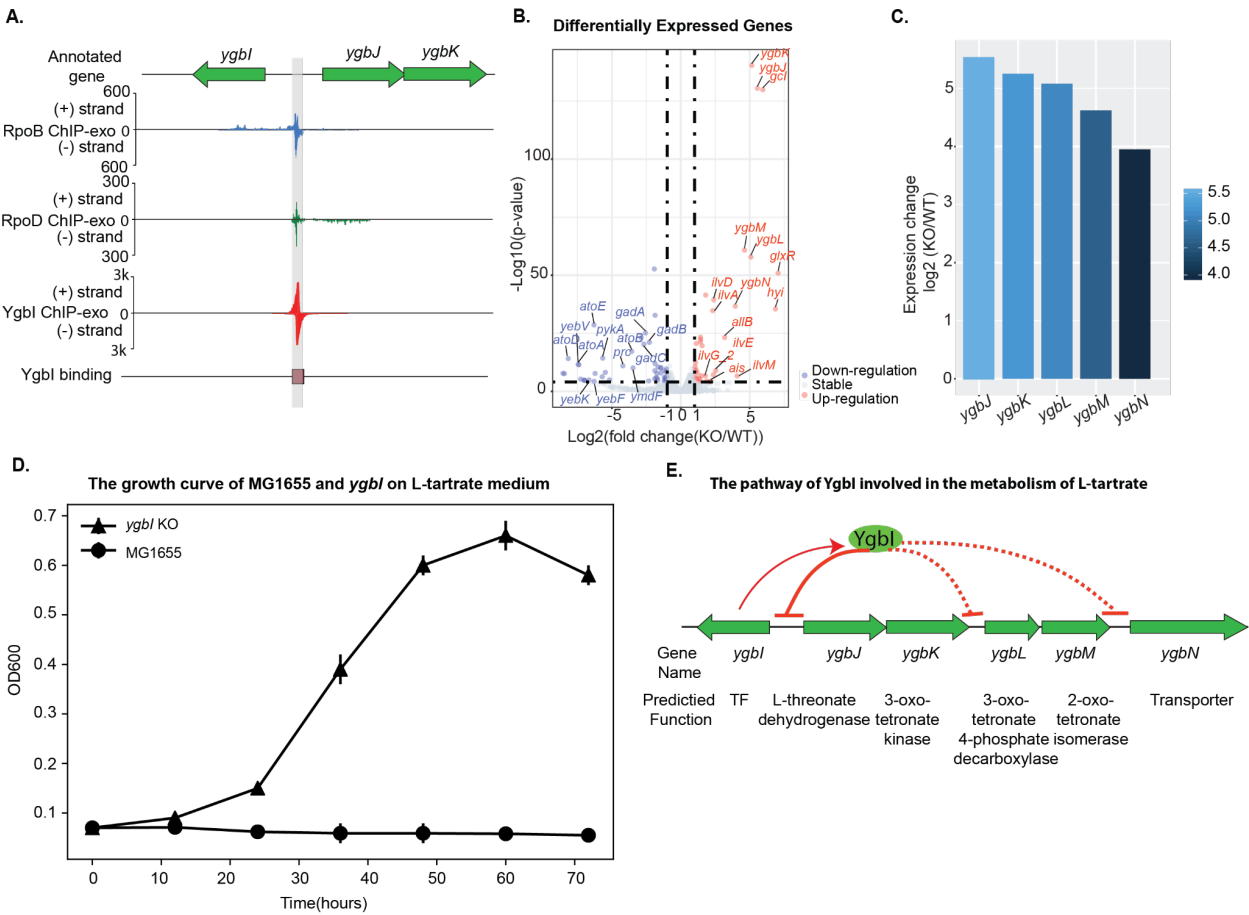 A.
Annotated
gene
ygbI
ygbJ
ygbK
600
(+) strand
RpoB ChIP-exo 0
(-) strand
600
300
(+) strand
RpoD ChIP-exo 0
(-) strand
300
3k
(+) strand
YgbI ChIP-exo 0
(-) strand
3k
YgbI binding
B.
Differentially Expressed Genes
-Log10(p-value)
100
50
0
ygbK
ygbJ
gcl
ygbM
ygbL
glxR
ilvD
ygbN
ilvA
hyi
allB
ilvE
ilvG_2
ais
ilvM
atoE
gadA
yebV
pykA
gadB
atoD
atoB
atoA
pro
gadC
yebK
yebF
ymdF
-5
-1
0
1
5
Log2(fold change(KO/WT))
Down-regulation
Stable
Up-regulation
C.
Expression change
log2 (KO/WT)
5
4
3
2
1
0
ygbJ
ygbK
ygbL
ygbM
ygbN
5.5
5.0
4.5
4.0
D.
The growth curve of MG1655 and ygbI on L-tartrate medium
ygbI KO
MG1655
OD600
0.7
0.6
0.5
0.4
0.3
0.2
0.1
0
10
20
30
40
50
60
70
Time(hours)
E.
The pathway of YgbI involved in the metabolism of L-tartrate
YgbI
Gene
Name
ygbI
ygbJ
ygbK
ygbL
ygbM
ygbN
Predictied
Function
TF
L-threonate
dehydrogenase
3-oxo-
tetronate
kinase
3-oxo-
tetronate
4-phosphate
decarboxylase
2-oxo-
tetronate
isomerase
Transporter